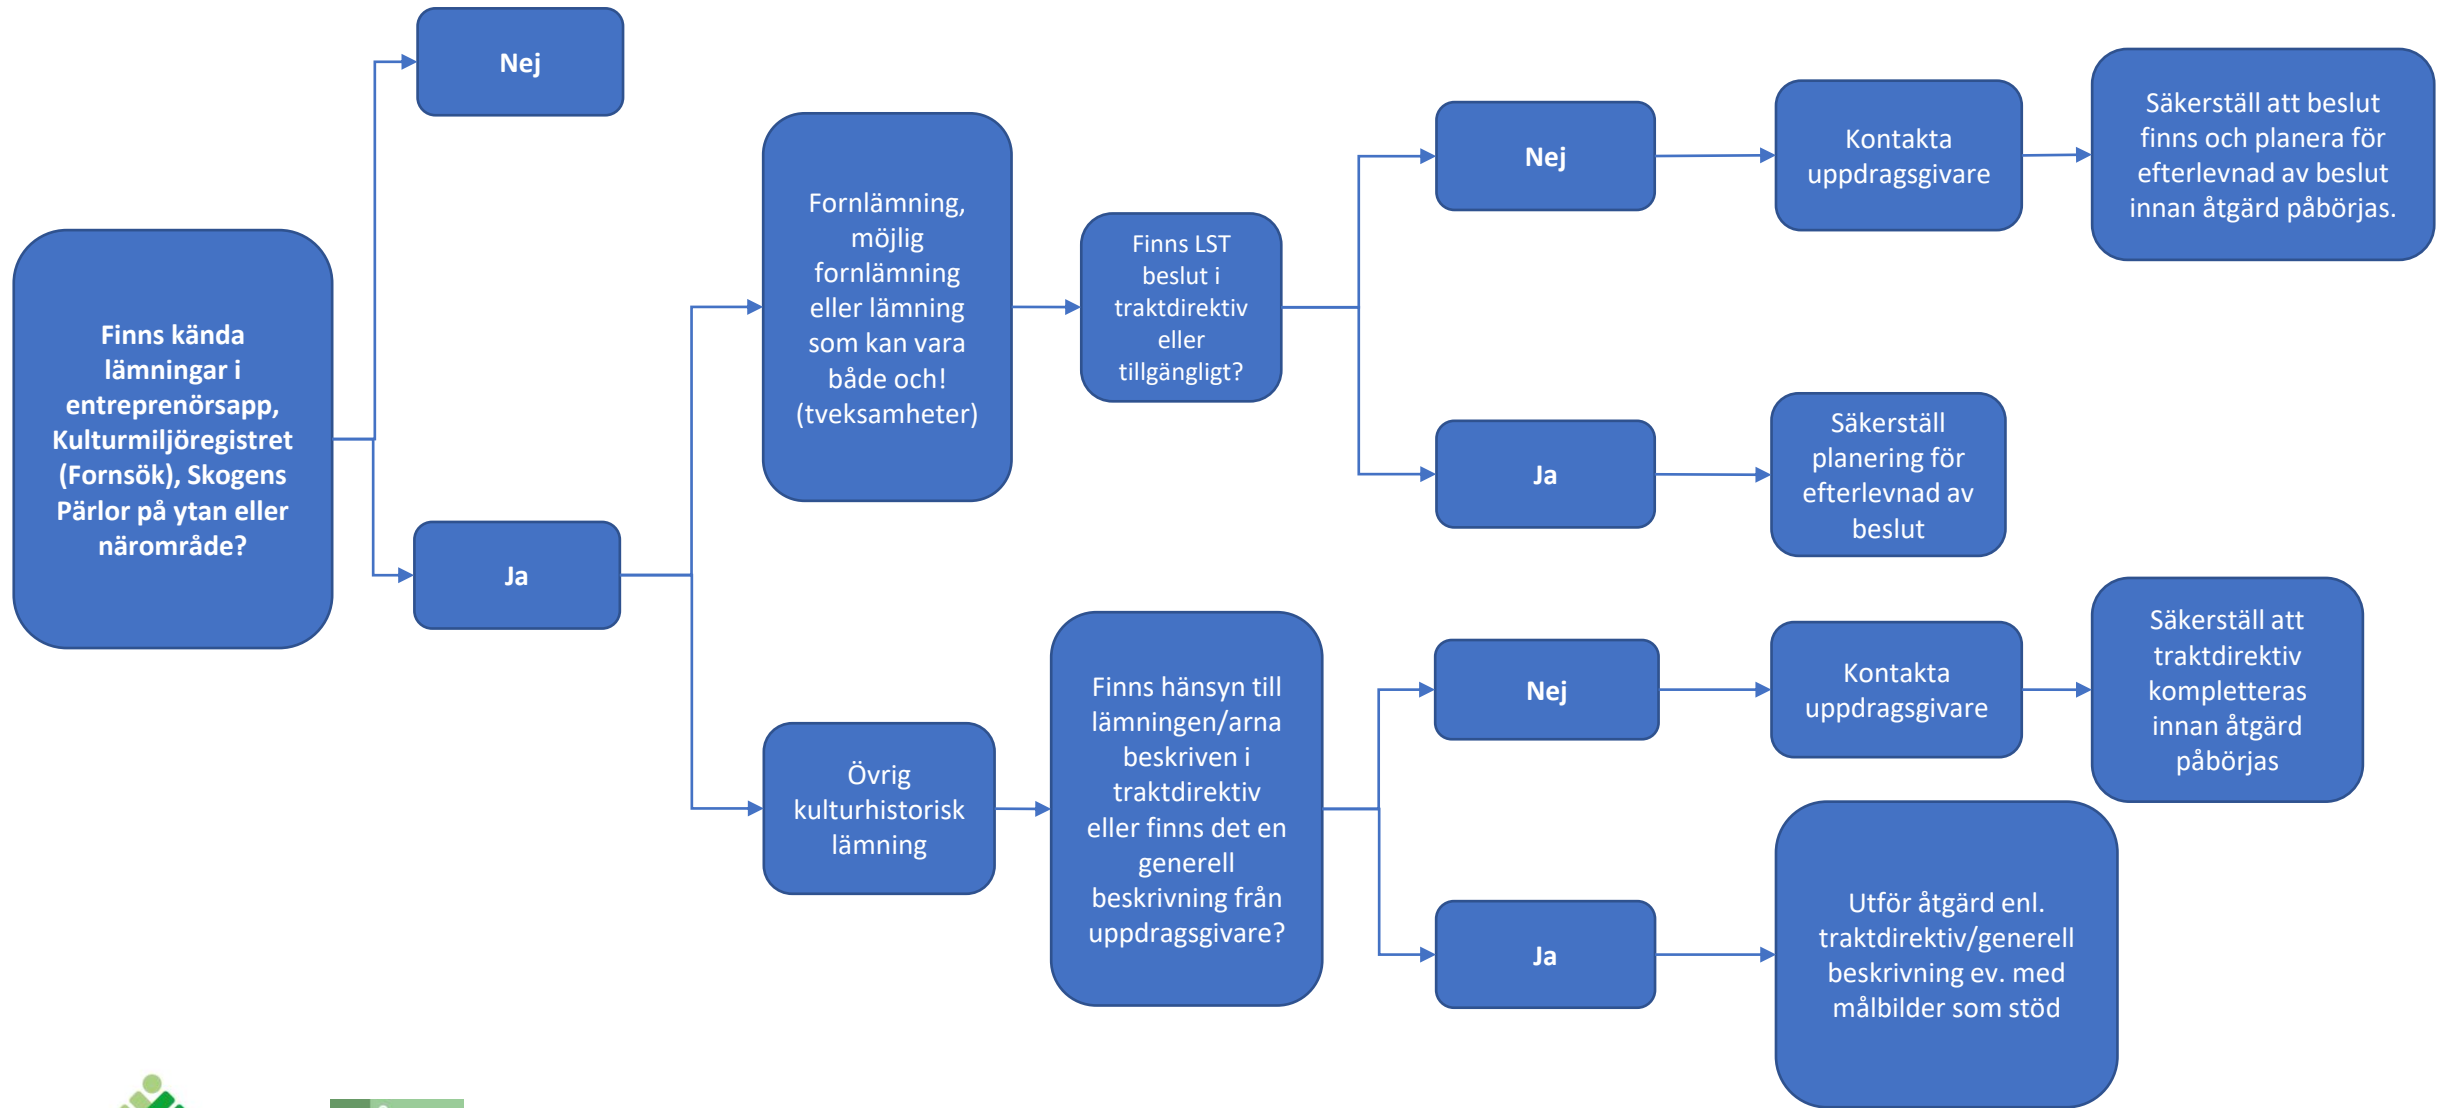 Nej
Finns kända
lämningar i
entreprenörsapp,
Kulturmiljöregistret
(Fornsök), Skogens
Pärlor på ytan eller
närområde?
Ja
Fornlämning,
möjlig
fornlämning
eller lämning
som kan vara
både och!
(tveksamheter)
Finns LST
beslut i
traktdirektiv
eller
tillgängligt?
Nej
Kontakta
uppdragsgivare
Säkerställ att beslut
finns och planera för
efterlevnad av beslut
innan åtgärd påbörjas.
Ja
Säkerställ
planering för
efterlevnad av
beslut
Övrig
kulturhistorisk
lämning
Finns hänsyn till
lämningen/arna
beskriven i
traktdirektiv
eller finns det en
generell
beskrivning från
uppdragsgivare?
Nej
Kontakta
uppdragsgivare
Säkerställ att
traktdirektiv
kompletteras
innan åtgärd
påbörjas
Ja
Utför åtgärd enl.
traktdirektiv/generell
beskrivning ev. med
målbilder som stöd